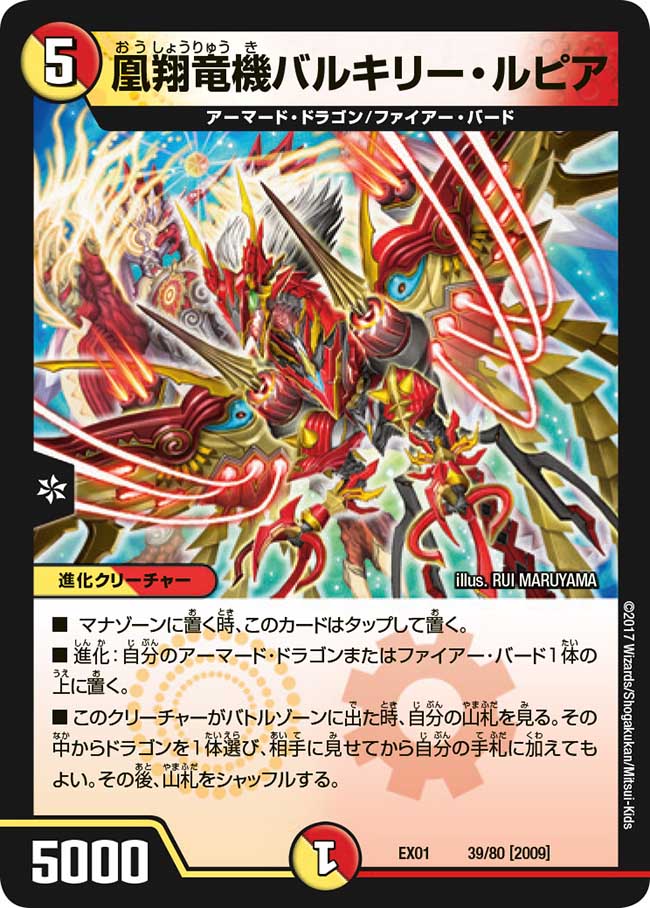 5
おうしょうりゅうき
凰翔竜機バルキリー・ルピア
アーマード・ドラゴン/ファイアー・バード
進化クリーチャー
illus. RUI MARUYAMA
■ マナゾーンに置く時、このカードはタップして置く。
■ 進化：自分のアーマード・ドラゴンまたはファイアー・バード1体の
上に置く。
■ このクリーチャーがバトルゾーンに出た時、自分の山札を見る。その
中からドラゴンを1体選び、相手に見せてから自分の手札に加えても
よい。その後、山札をシャッフルする。
©2017 Wizards/Shogakukan/Mitsui-Kids
5000
1
EX01 39/80 [2009]